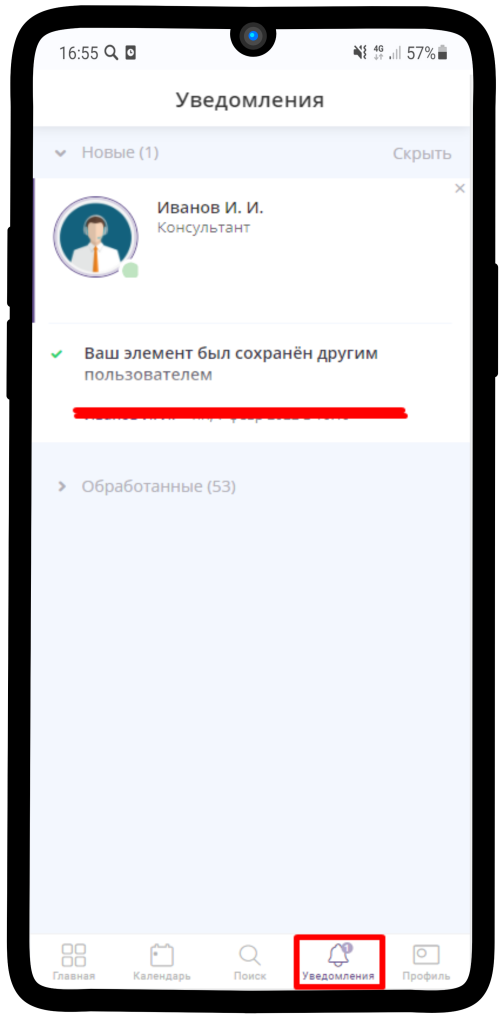 16:55
4G
57%
Уведомления
Новые (1)
Скрыть
Иванов И. И.
Консультант
Ваш элемент был сохранён другим
пользователем
Обработанные (53)
1
Главная
Календарь
Поиск
Уведомления
Профиль